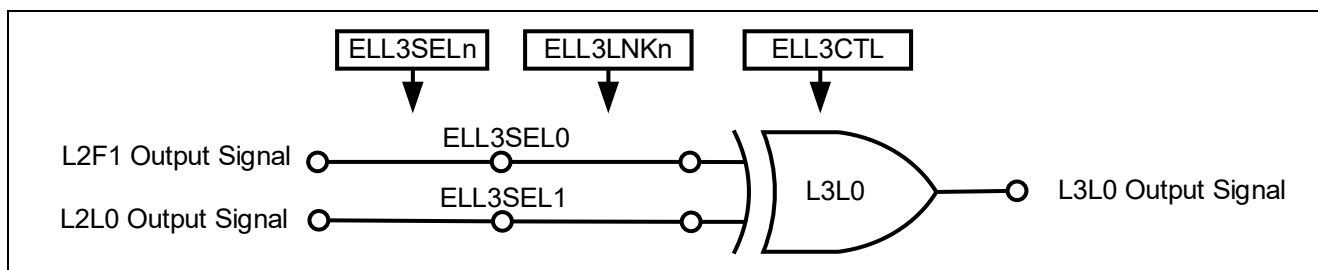 ELL3SELn ELL3LNKn ELL3CTL
ELL3SEL0
L2F1 Output Signal
L3L0 L3L0 Output Signal
ELL3SEL1
L2L0 Output Signal